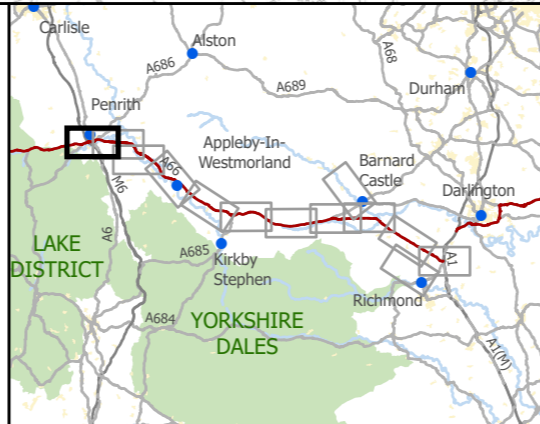 Carlisle
Alston
A68
A686
A689
Durham
Penrith
Appleby-In-
Westmorland
A66
Barnard
Castle
Darlington
M6
A6
LAKE
DISTRICT
A685
Kirkby
Stephen
A1
Richmond
A684
YORKSHIRE
DALES
A1(M)